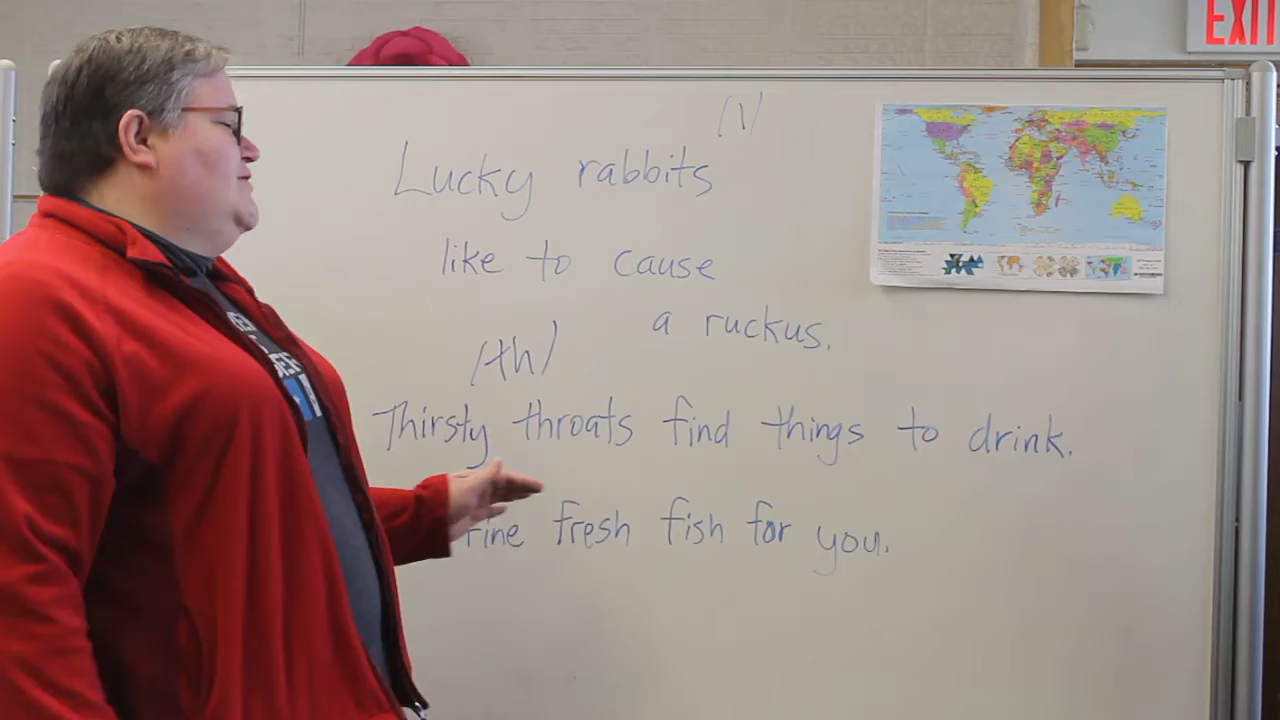 EXIT
/l/
Lucky rabbits
like to cause
a ruckus.
/th/
Thirsty throats find things to drink.
Fine fresh fish for you.